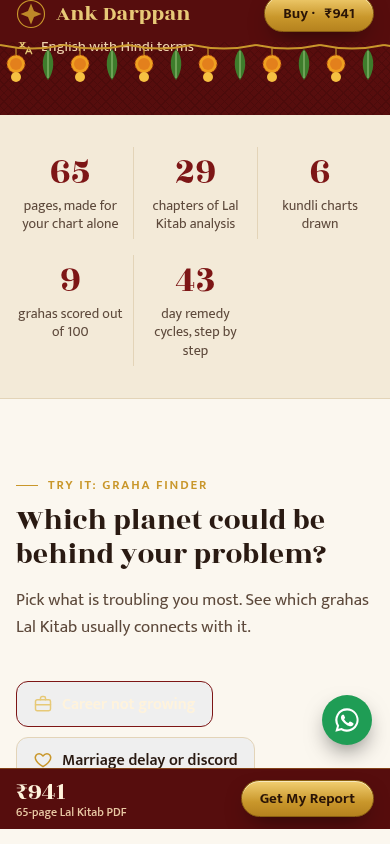 Ank Darppan
Buy · ₹941
English with Hindi terms
65
pages, made for
your chart alone
29
chapters of Lal
Kitab analysis
6
kundli charts
drawn
9
grahas scored out
of 100
43
day remedy
cycles, step by
step
TRY IT: GRAHA FINDER
Which planet could be
behind your problem?
Pick what is troubling you most. See which grahas
Lal Kitab usually connects with it.
Career not growing
Marriage delay or discord
₹941
65-page Lal Kitab PDF
Get My Report